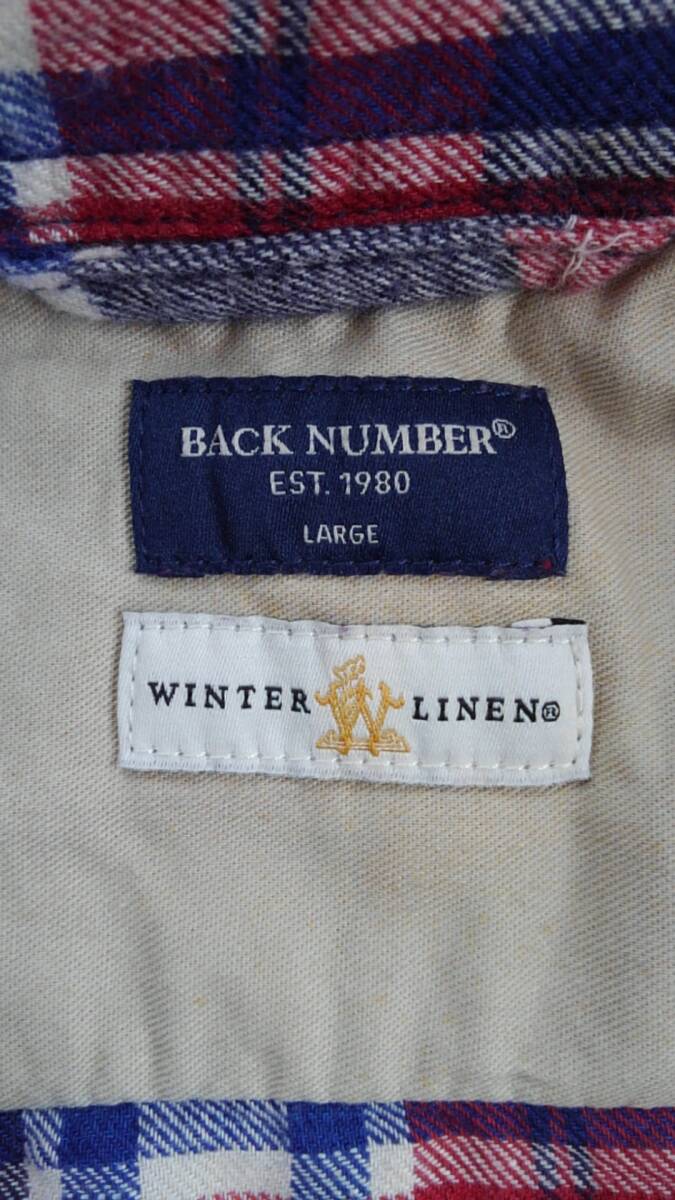 BACK NUMBER®
EST. 1980
LARGE
WINTER LINEN®